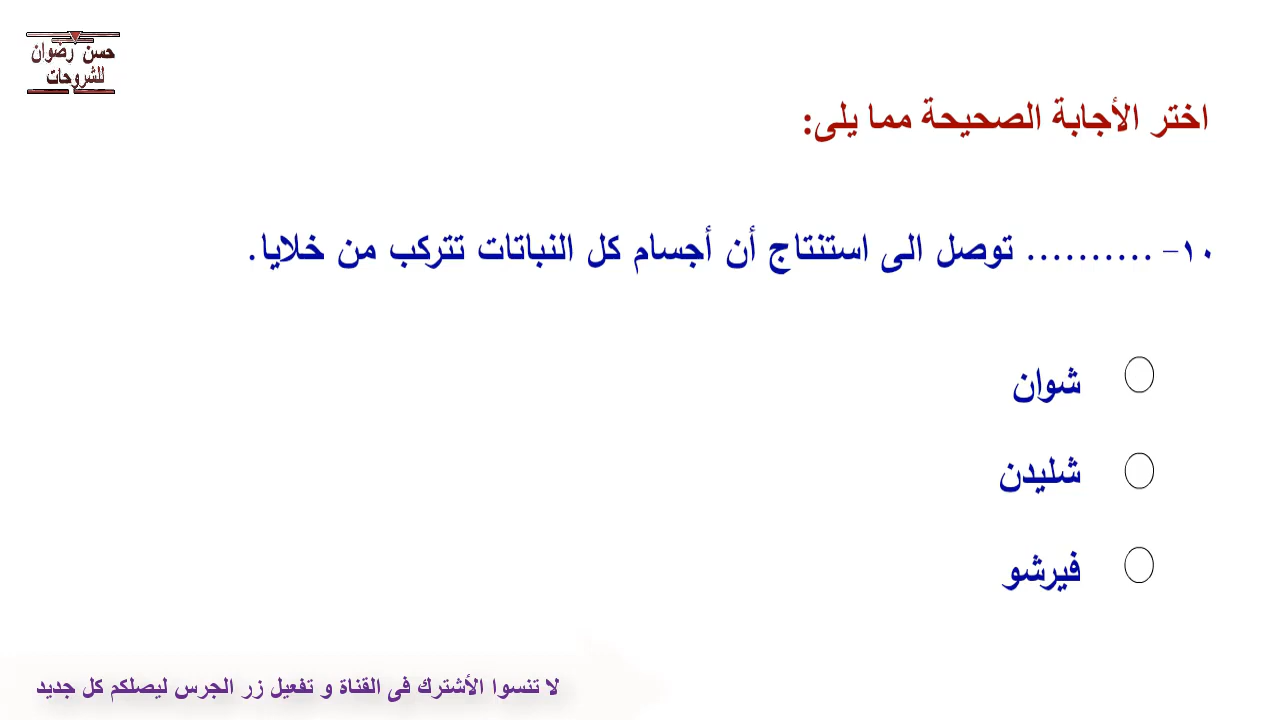 حسن رضوان
للشروحات
اختر الأجابة الصحيحة مما يلى:
١٠- .......... توصل الى استنتاج أن أجسام كل النباتات تتركب من خلايا.
شوان
شليدن
فيرشو
لا تنسوا الأشترك فى القناة و تفعيل زر الجرس ليصلكم كل جديد